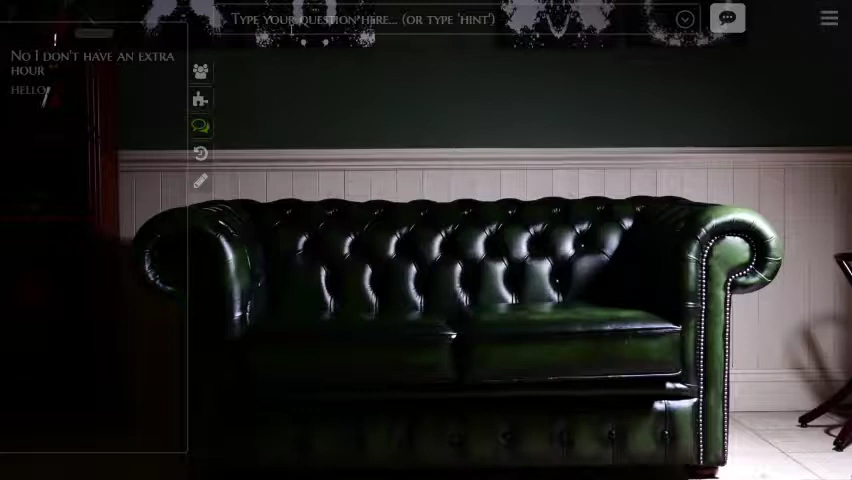 Type your question here... (or type 'hint')
No I don't have an extra
hour
hello